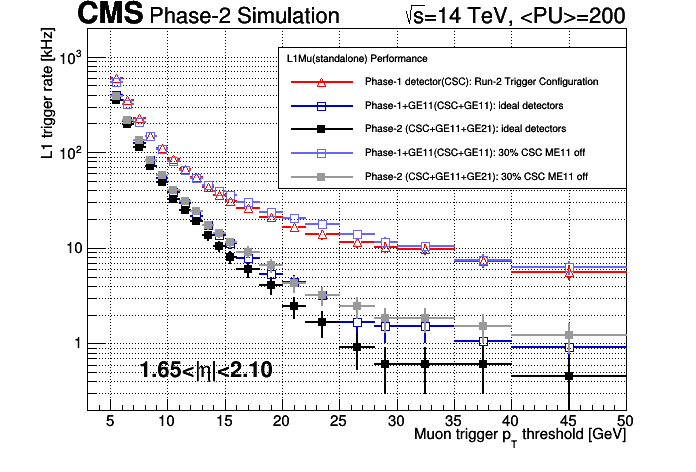 CMS Phase-2 Simulation √s=14 TeV, <PU>=200
L1 trigger rate [kHz]
10³
10²
10
1
L1Mu(standalone) Performance
Phase-1 detector(CSC): Run-2 Trigger Configuration
Phase-1+GE11(CSC+GE11): ideal detectors
Phase-2 (CSC+GE11+GE21): ideal detectors
Phase-1+GE11(CSC+GE11): 30% CSC ME11 off
Phase-2 (CSC+GE11+GE21): 30% CSC ME11 off
1.65<|η|<2.10
5 10 15 20 25 30 35 40 45 50
Muon trigger p_T threshold [GeV]